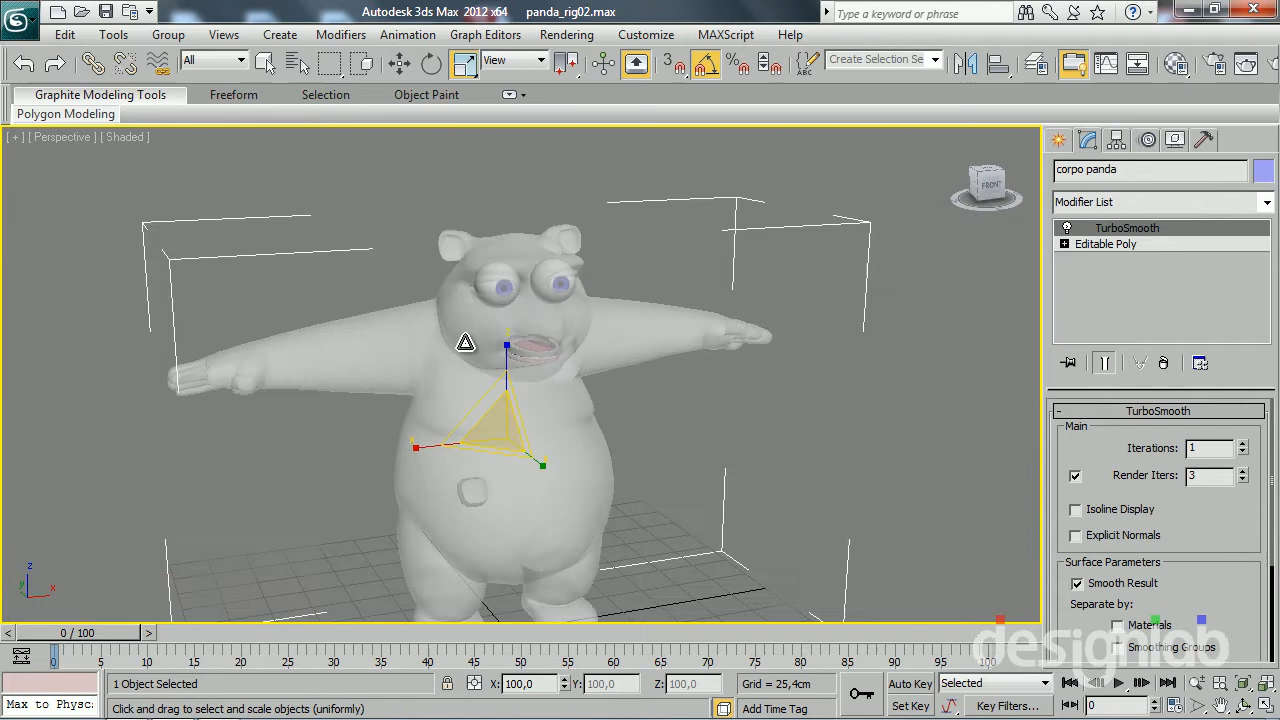 Autodesk 3ds Max 2012 x64 panda_rig02.max
Type a keyword or phrase
Edit Tools Group Views Create Modifiers Animation Graph Editors Rendering Customize MAXScript Help
All View 3 Create Selection Se
Graphite Modeling Tools Freeform Selection Object Paint
Polygon Modeling
[ + ] [ Perspective ] [ Shaded ]
FRONT
corpo panda
Modifier List
TurboSmooth
Editable Poly
- TurboSmooth
Main
Iterations: 1
Render Iters: 3
Isoline Display
Explicit Normals
Surface Parameters
Smooth Result
Separate by:
Materials
Smoothing Groups
designlab
z
y x
< 0 / 100 >
0 5 10 15 20 25 30 35 40 45 50 55 60 65 70 75 80 85 90 95 100
1 Object Selected X: 100,0 Y: 100,0 Z: 100,0 Grid = 25,4cm Auto Key Selected
Max to Physc: Click and drag to select and scale objects (uniformly) Add Time Tag Set Key Key Filters... 0